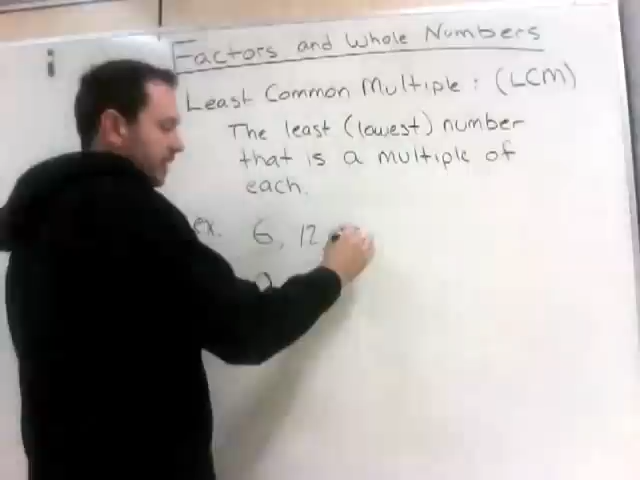 Factors and Whole Numbers
Least Common Multiple : (LCM)
The least (lowest) number
that is a multiple of
each.
ex. 6, 12